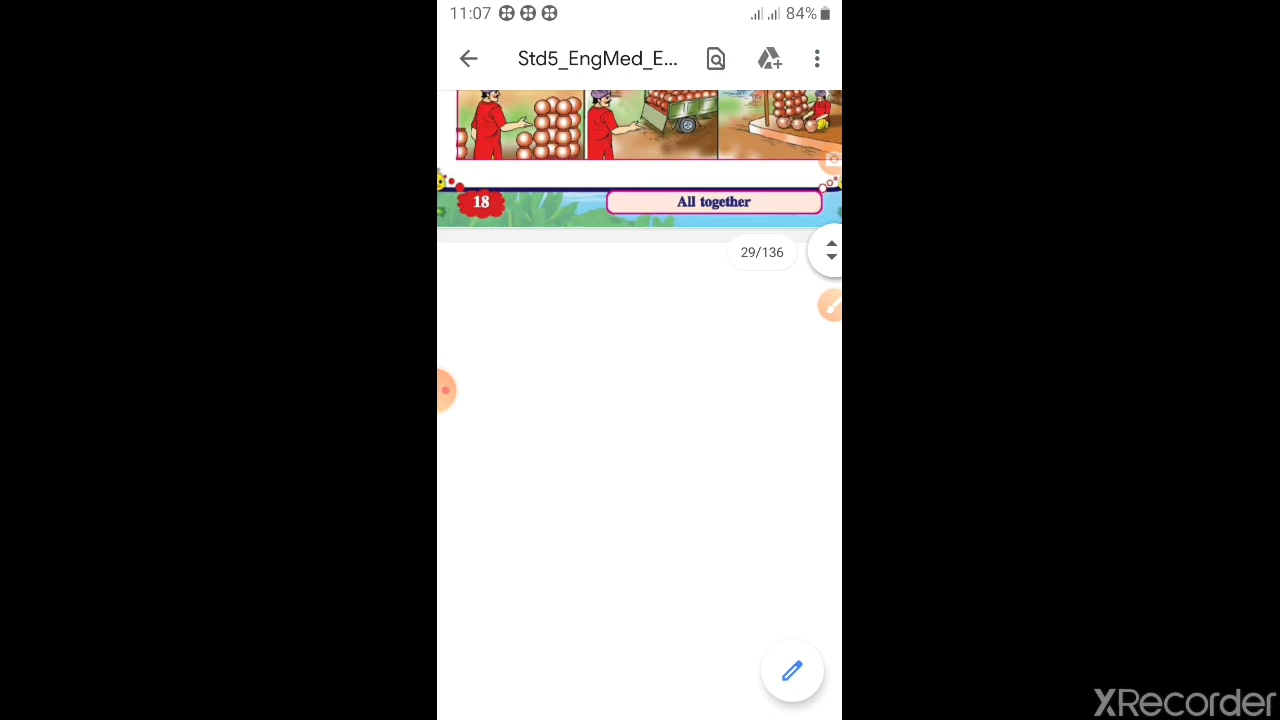 11:07 84%
Std5_EngMed_E...
18 All together
29/136
XRecorder